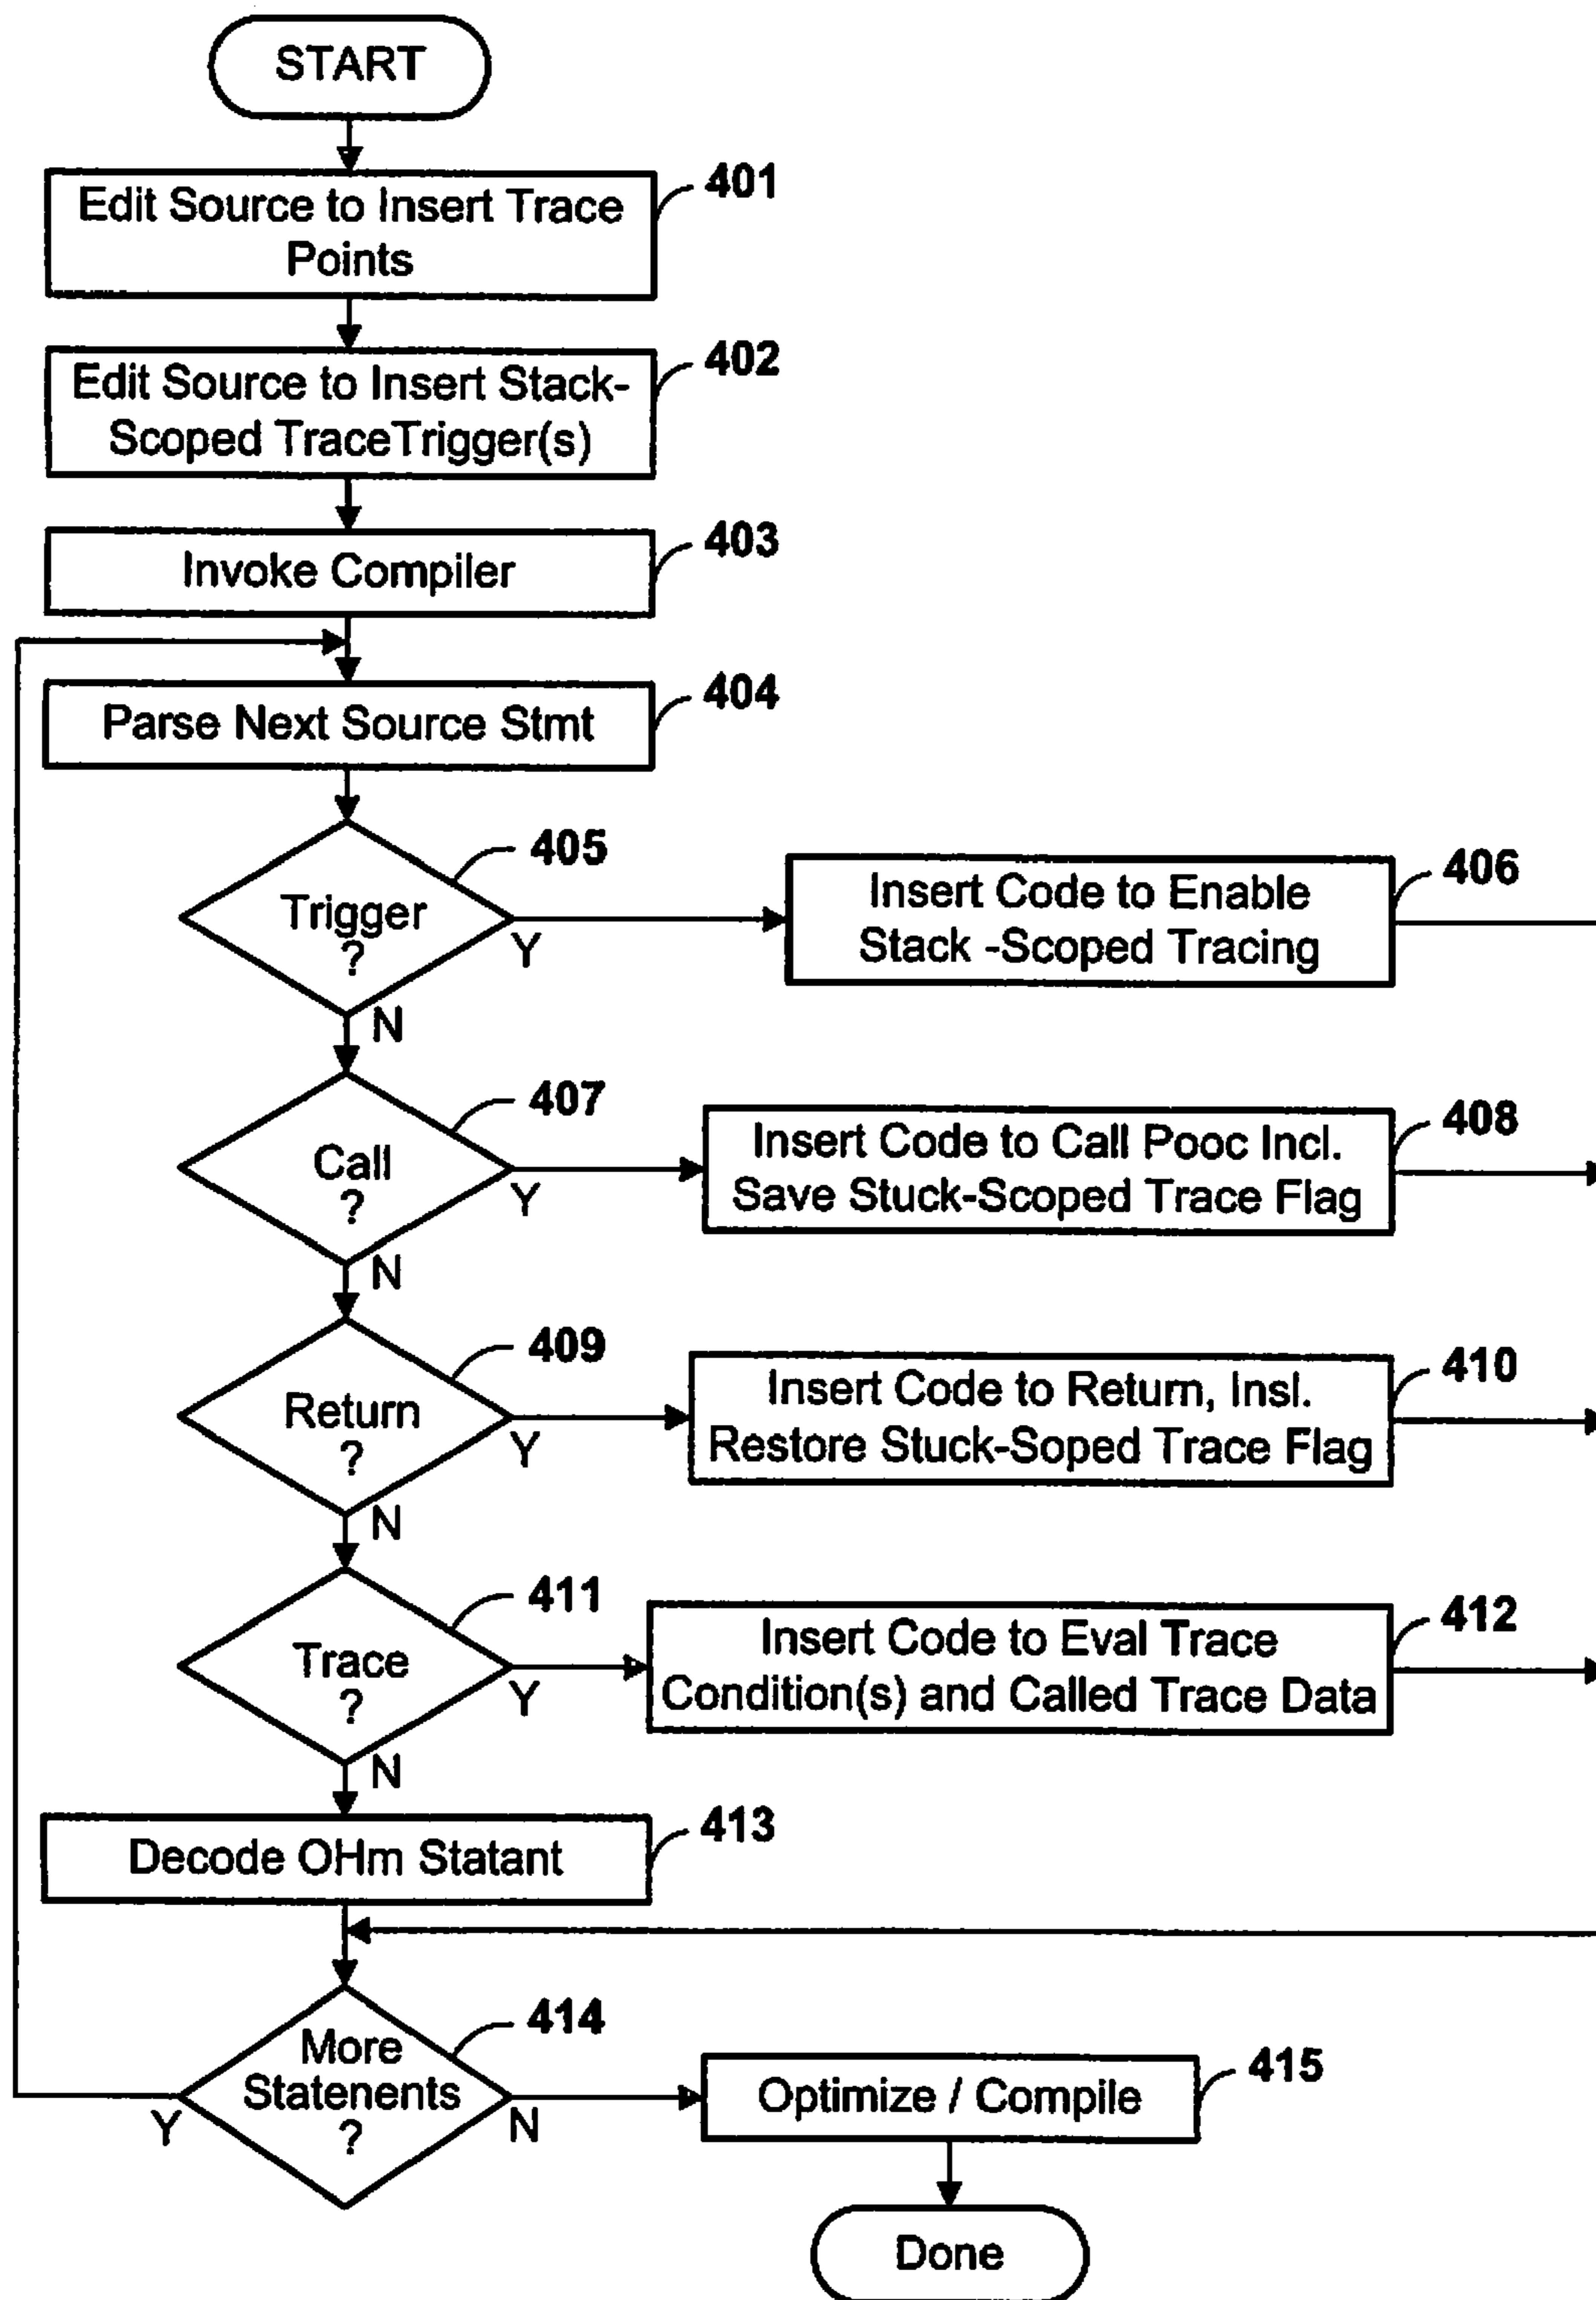 START
401
Edit Source to Insert Trace
Points
402
Edit Source to Insert Stack-
Scoped TraceTrigger(s)
403
Invoke Compiler
404
Parse Next Source Stmt
405
Trigger
?
Y
N
406
Insert Code to Enable
Stack -Scoped Tracing
407
Call
?
Y
N
408
Insert Code to Call Pooc Incl.
Save Stuck-Scoped Trace Flag
409
Return
?
Y
N
410
Insert Code to Return, Insl.
Restore Stuck-Soped Trace Flag
411
Trace
?
Y
N
412
Insert Code to Eval Trace
Condition(s) and Called Trace Data
413
Decode OHm Statant
414
More
Statenents
?
Y
N
415
Optimize / Compile
Done